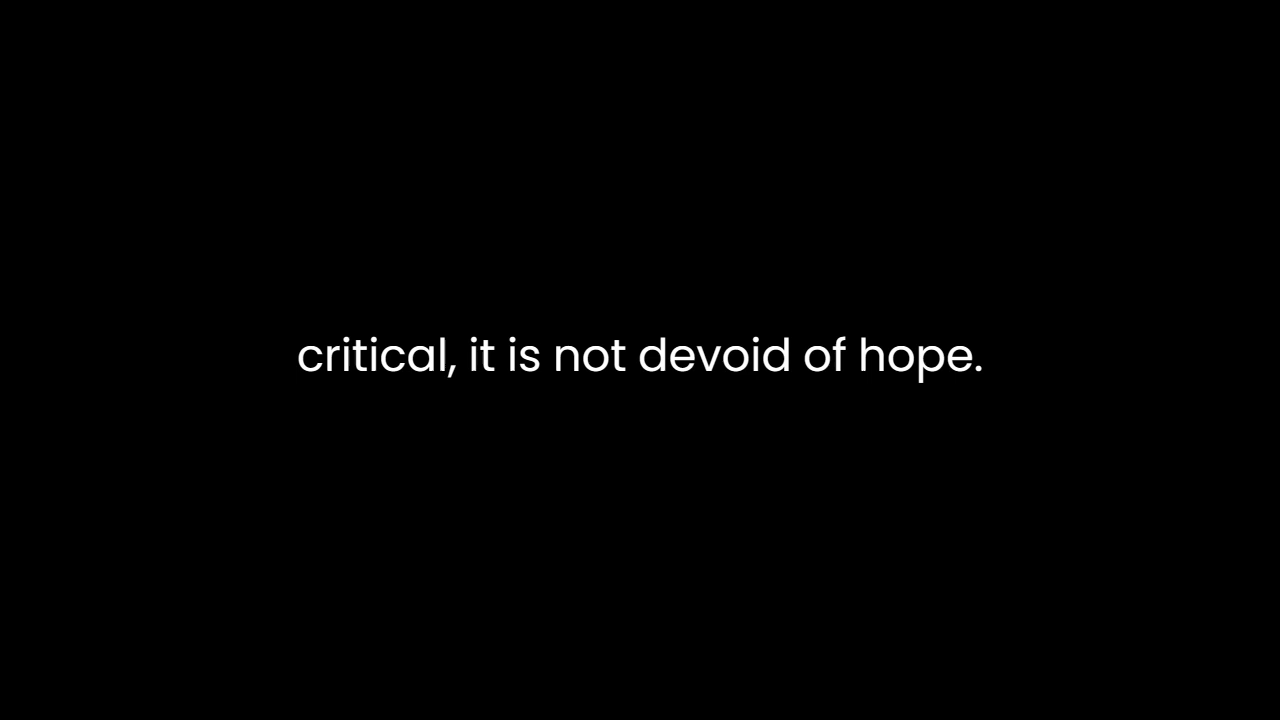 critical, it is not devoid of hope.